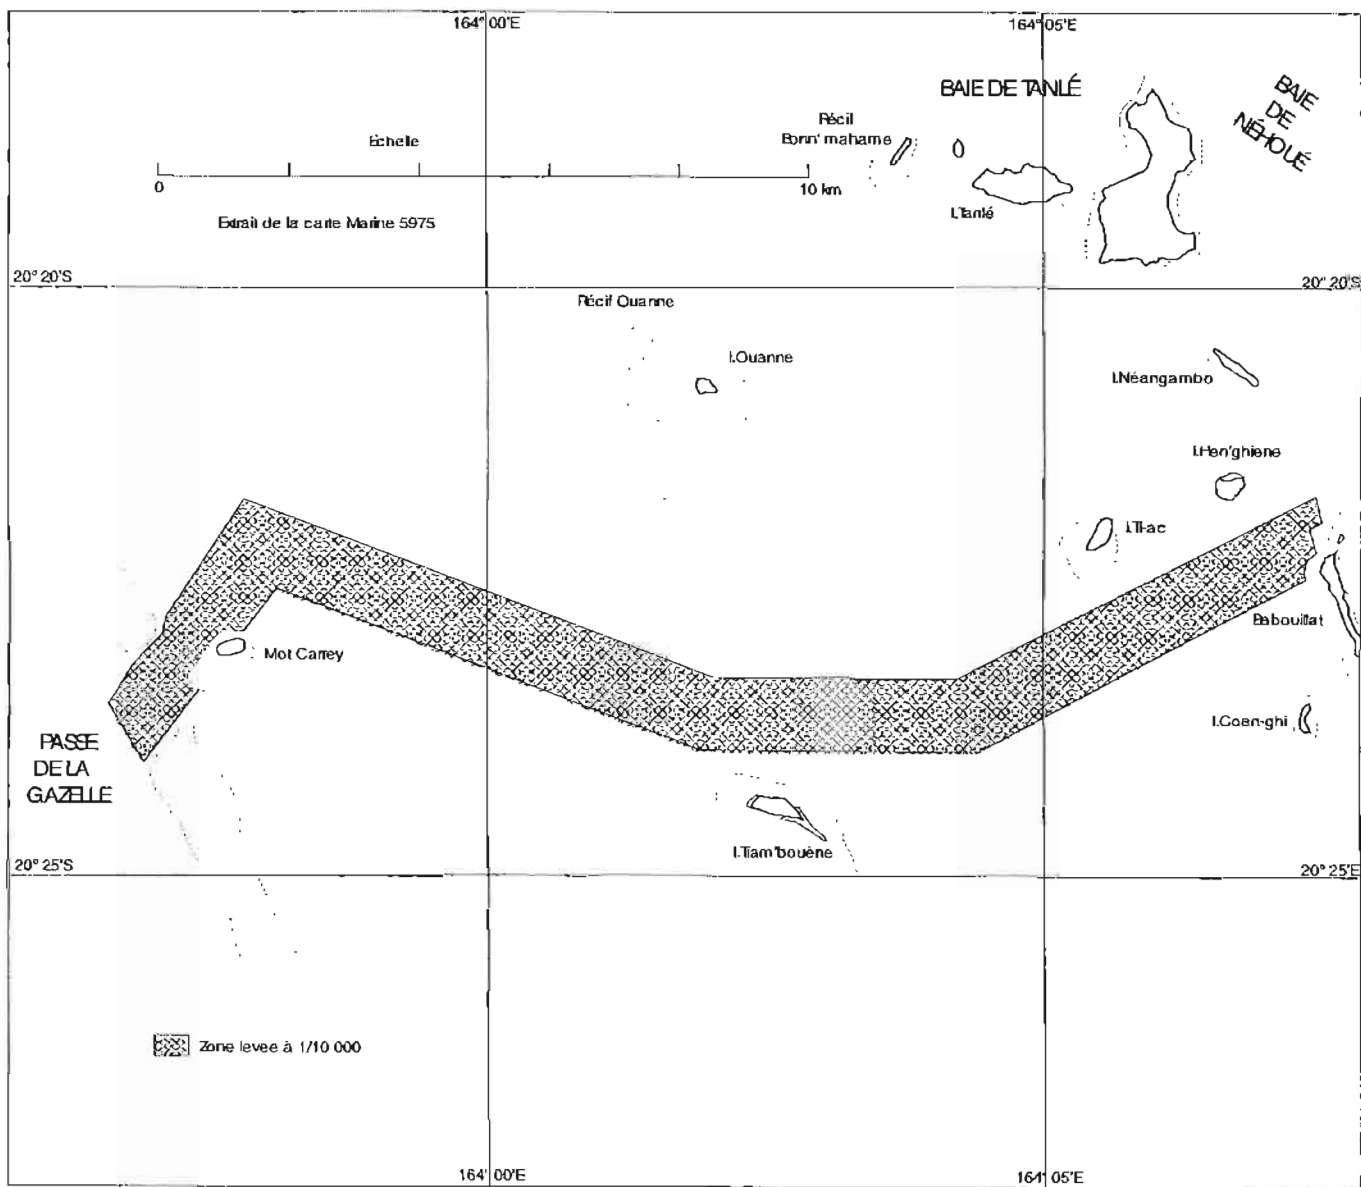 164° 00'E
164° 05'E
BAIE DE TANLÉ
BAIE
DE
NÉHOUÉ
Récif
Bonn'mahame
Echelle
0
10 km
I.Tanlé
Extrait de la carte Marine 5975
20° 20'S
20° 20'S
Récif Ouanne
I.Ouanne
I.Néangambo
I.Hen'ghiene
I.Ti-ac
Babouillat
Mot Carrey
I.Coen-ghi
PASSE
DE LA
GAZELLE
I.Tiam'bouène
20° 25'S
20° 25'E
Zone levee à 1/10 000
164° 00'E
164° 05'E